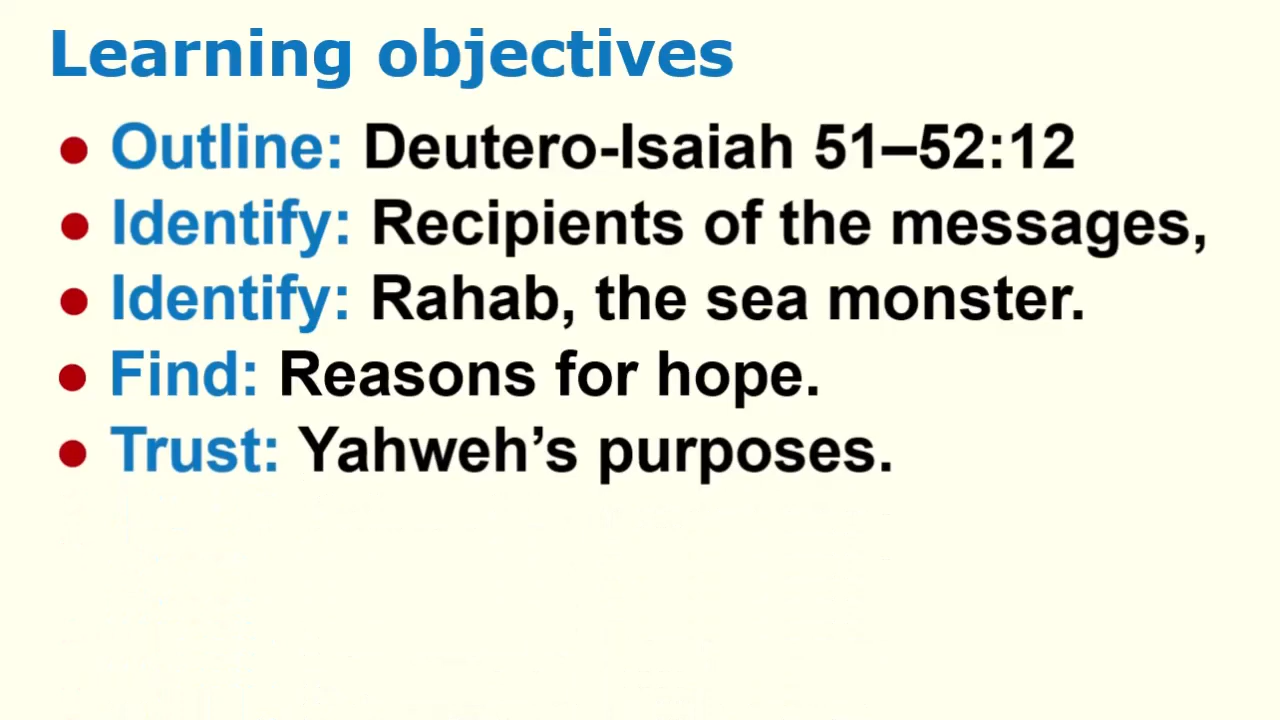 Learning objectives
● Outline: Deutero-Isaiah 51–52:12
● Identify: Recipients of the messages,
● Identify: Rahab, the sea monster.
● Find: Reasons for hope.
● Trust: Yahweh’s purposes.